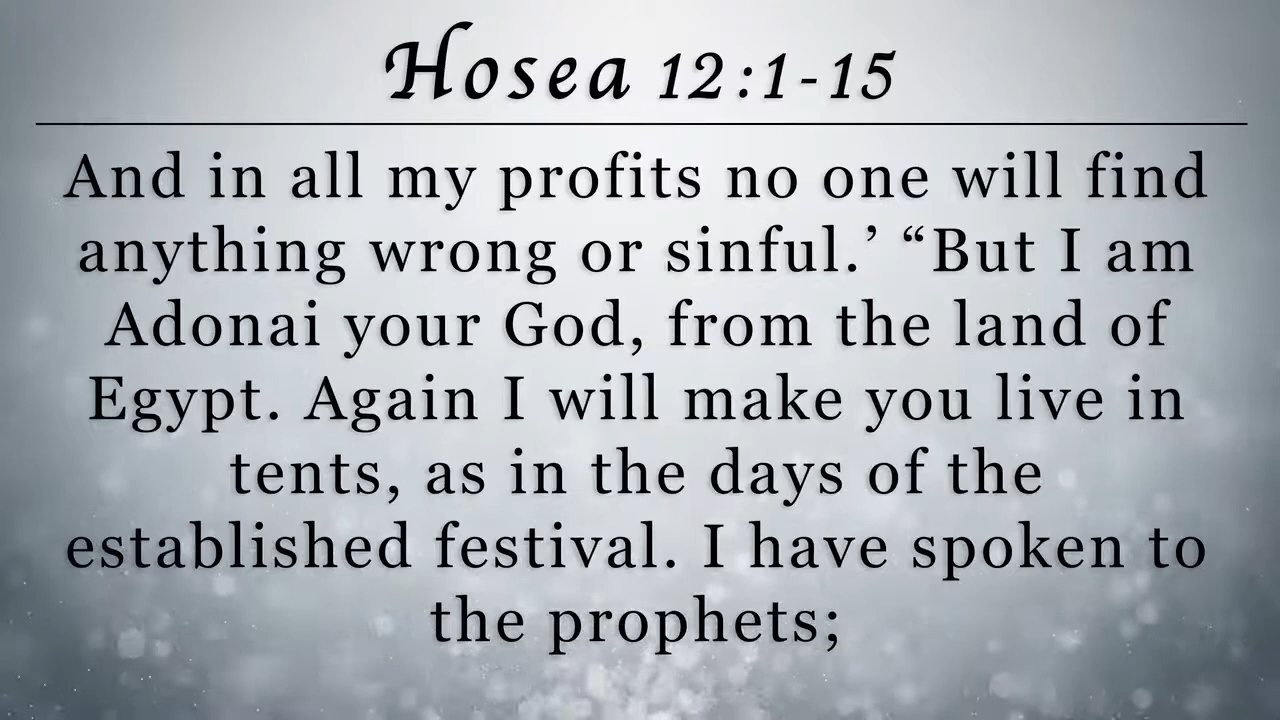 Hosea 12:1-15
And in all my profits no one will find
anything wrong or sinful.’ “But I am
Adonai your God, from the land of
Egypt. Again I will make you live in
tents, as in the days of the
established festival. I have spoken to
the prophets;